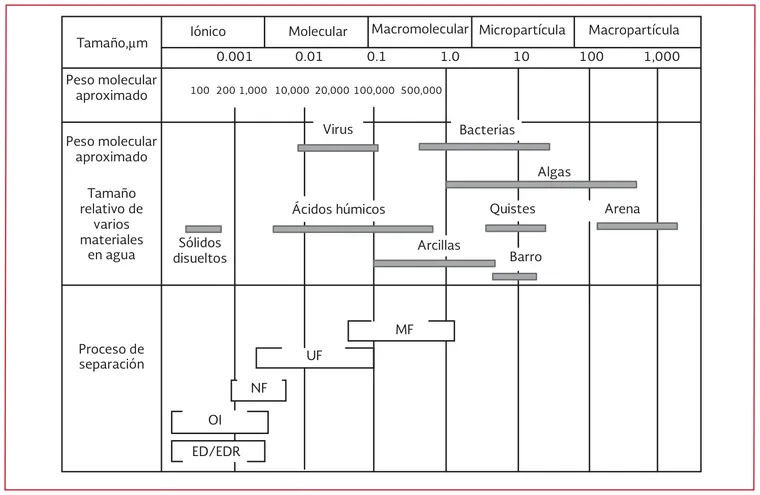 Tamaño,µm
Iónico
Molecular
Macromolecular
Micropartícula
Macropartícula
0.001 0.01 0.1 1.0 10 100 1,000
Peso molecular
aproximado
100 200 1,000 10,000 20,000 100,000 500,000
Peso molecular
aproximado
Tamaño
relativo de
varios
materiales
en agua
Virus
Bacterias
Algas
Ácidos húmicos
Quistes
Arena
Sólidos
disueltos
Arcillas
Barro
Proceso de
separación
MF
UF
NF
OI
ED/EDR